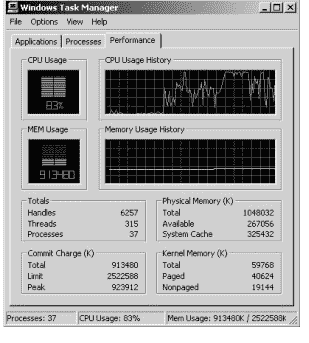 Windows Task Manager
File Options View Help
Applications Processes Performance
CPU Usage CPU Usage History
83%
MEM Usage Memory Usage History
913480
Totals Physical Memory (K)
Handles 6257 Total 1048032
Threads 315 Available 267056
Processes 37 System Cache 325432
Commit Charge (K) Kernel Memory (K)
Total 913480 Total 59768
Limit 2522588 Paged 40624
Peak 923912 Nonpaged 19144
Processes: 37 CPU Usage: 83% Mem Usage: 913480K / 2522588K